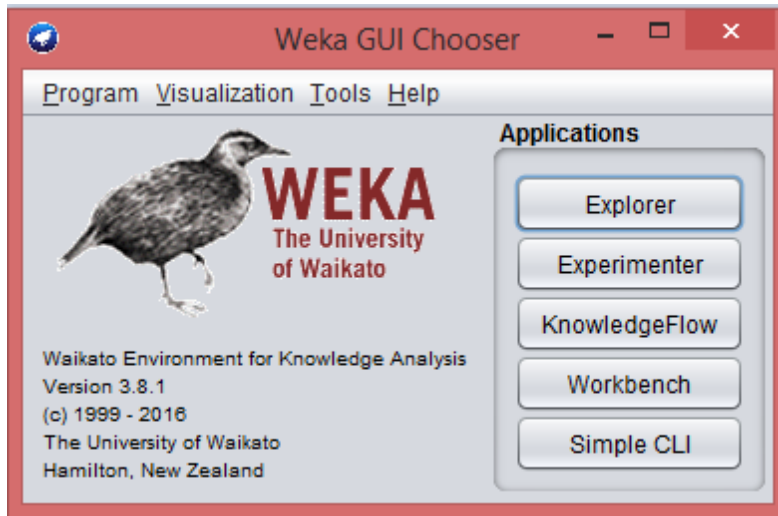 Weka GUI Chooser
Program Visualization Tools Help
WEKA
The University
of Waikato
Waikato Environment for Knowledge Analysis
Version 3.8.1
(c) 1999 - 2016
The University of Waikato
Hamilton, New Zealand
Applications
Explorer
Experimenter
KnowledgeFlow
Workbench
Simple CLI